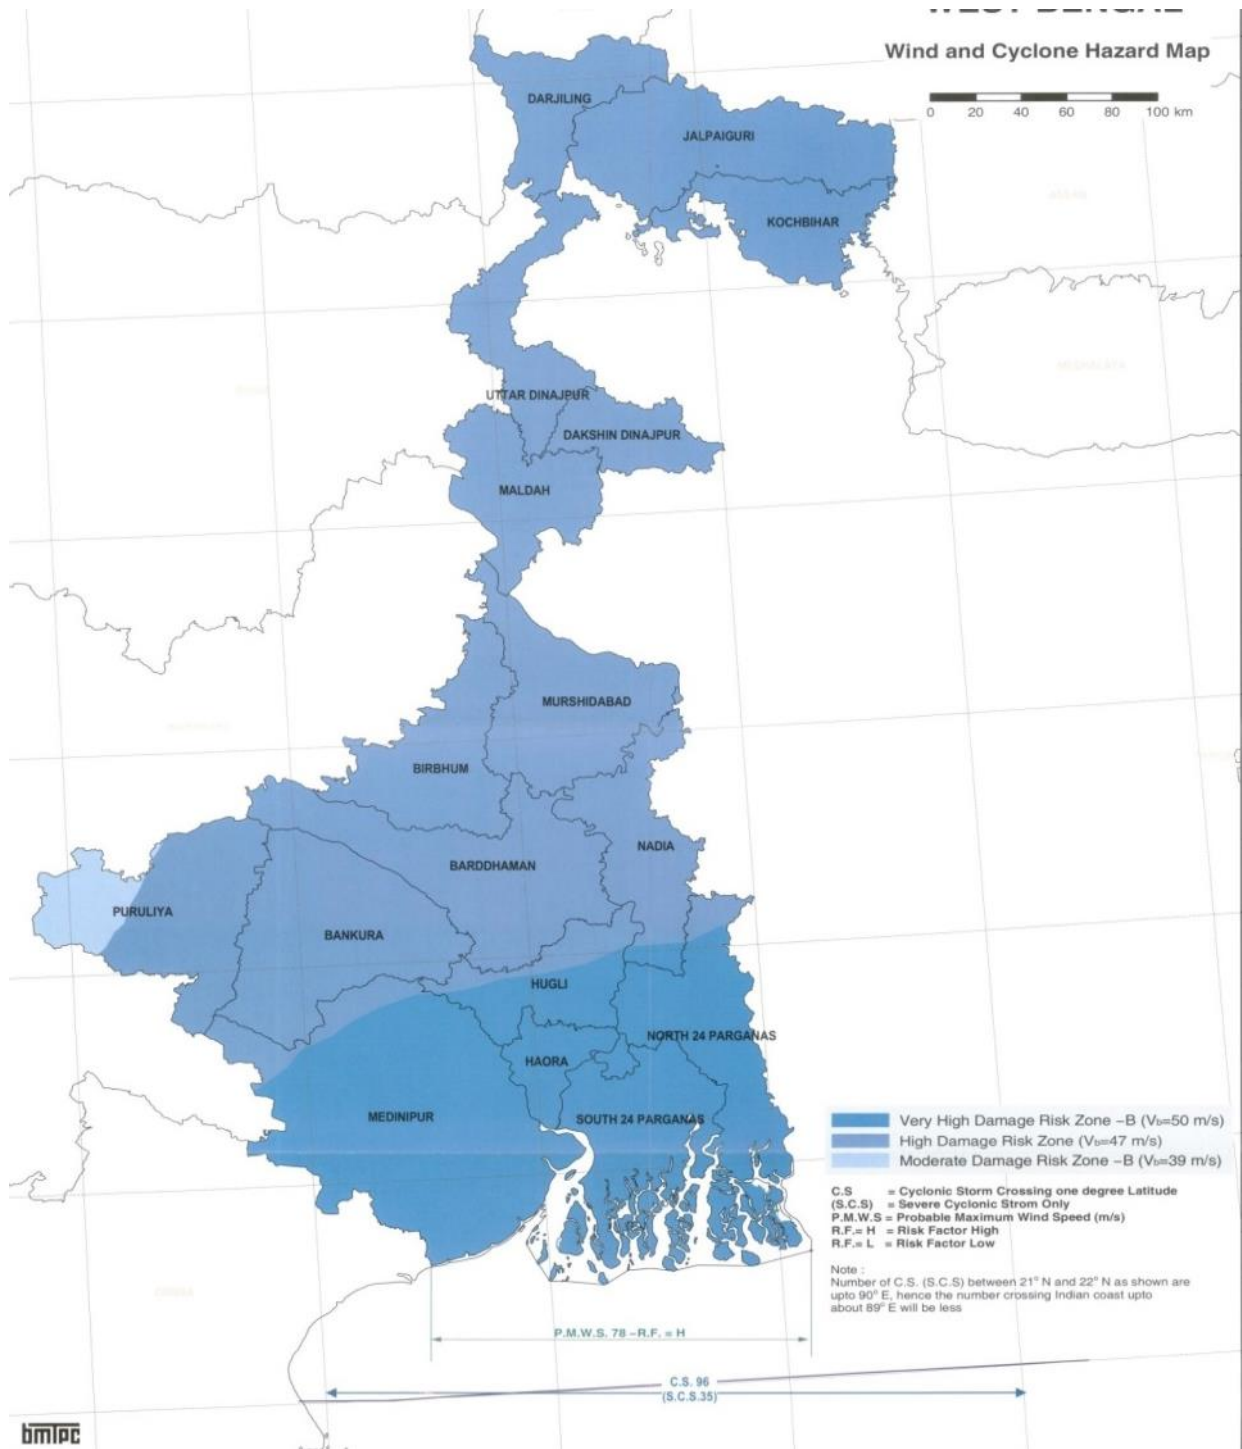 WEST BENGAL
Wind and Cyclone Hazard Map
0 20 40 60 80 100 km
DARJILING
JALPAIGURI
KOCHBIHAR
UTTAR DINAJPUR
DAKSHIN DINAJPUR
MALDAH
MURSHIDABAD
BIRBHUM
NADIA
BARDDHAMAN
PURULIYA
BANKURA
HUGLI
NORTH 24 PARGANAS
HAORA
MEDINIPUR
SOUTH 24 PARGANAS
Very High Damage Risk Zone –B (Vb=50 m/s)
High Damage Risk Zone (Vb=47 m/s)
Moderate Damage Risk Zone –B (Vb=39 m/s)
C.S = Cyclonic Storm Crossing one degree Latitude
(S.C.S) = Severe Cyclonic Strom Only
P.M.W.S = Probable Maximum Wind Speed (m/s)
R.F.= H = Risk Factor High
R.F.= L = Risk Factor Low
Note :
Number of C.S. (S.C.S) between 21° N and 22° N as shown are
upto 90° E, hence the number crossing Indian coast upto
about 89° E will be less
P.M.W.S. 78 –R.F. = H
C.S. 96
(S.C.S.35)
bmTpc